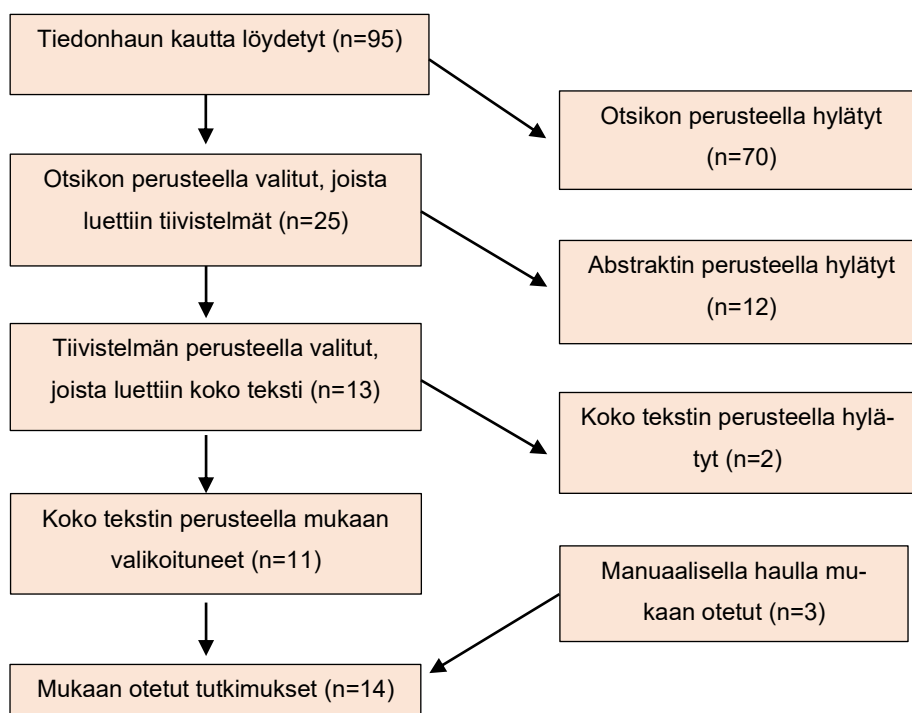 Tiedonhaun kautta löydetyt (n=95)
Otsikon perusteella hylätyt
(n=70)
Otsikon perusteella valitut, joista
luettiin tiivistelmät (n=25)
Abstraktin perusteella hylätyt
(n=12)
Tiivistelmän perusteella valitut,
joista luettiin koko teksti (n=13)
Koko tekstin perusteella hylä-
tyt (n=2)
Koko tekstin perusteella mukaan
valikoituneet (n=11)
Manuaalisella haulla mu-
kaan otetut (n=3)
Mukaan otetut tutkimukset (n=14)